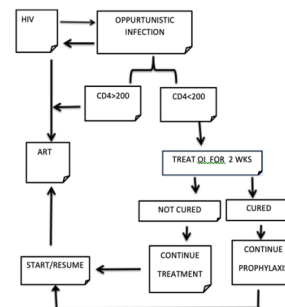 HIV
OPPURTUNISTIC
INFECTION
CD4>200
CD4<200
ART
TREAT OI FOR 2 WKS
NOT CURED
CURED
START/RESUME
CONTINUE
TREATMENT
CONTINUE
PROPHYLAXIS